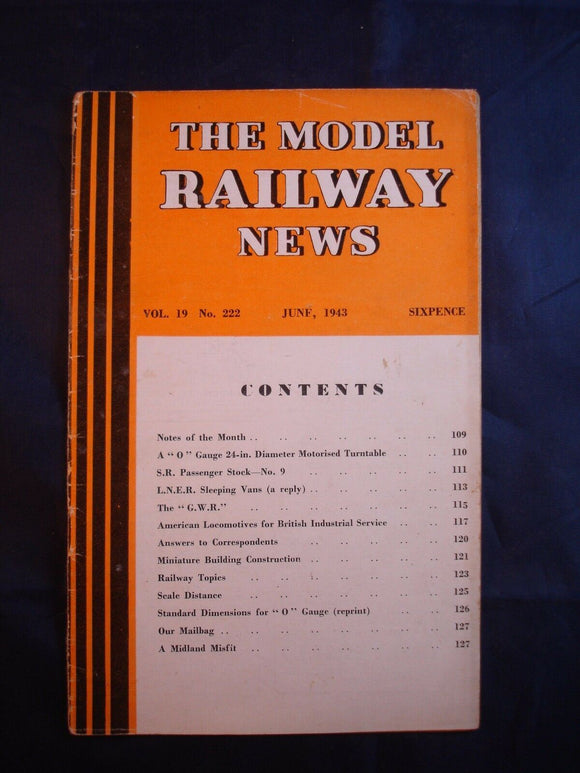 THE MODEL
RAILWAY
NEWS
VOL. 19 No. 222 JUNE, 1943 SIXPENCE
CONTENTS
Notes of the Month .. .. .. .. .. .. .. 109
A "O" Gauge 24-in. Diameter Motorised Turntable .. .. 110
S.R. Passenger Stock—No. 9 .. .. .. .. .. 111
L.N.E.R. Sleeping Vans (a reply) .. .. .. .. .. 113
The "G.W.R." .. .. .. .. .. .. .. 115
American Locomotives for British Industrial Service .. .. 117
Answers to Correspondents .. .. .. .. .. 120
Miniature Building Construction .. .. .. .. .. 121
Railway Topics .. .. .. .. .. .. .. 123
Scale Distance .. .. .. .. .. .. .. 125
Standard Dimensions for "O" Gauge (reprint) .. .. 126
Our Mailbag .. .. .. .. .. .. .. .. 127
A Midland Misfit .. .. .. .. .. .. .. 127